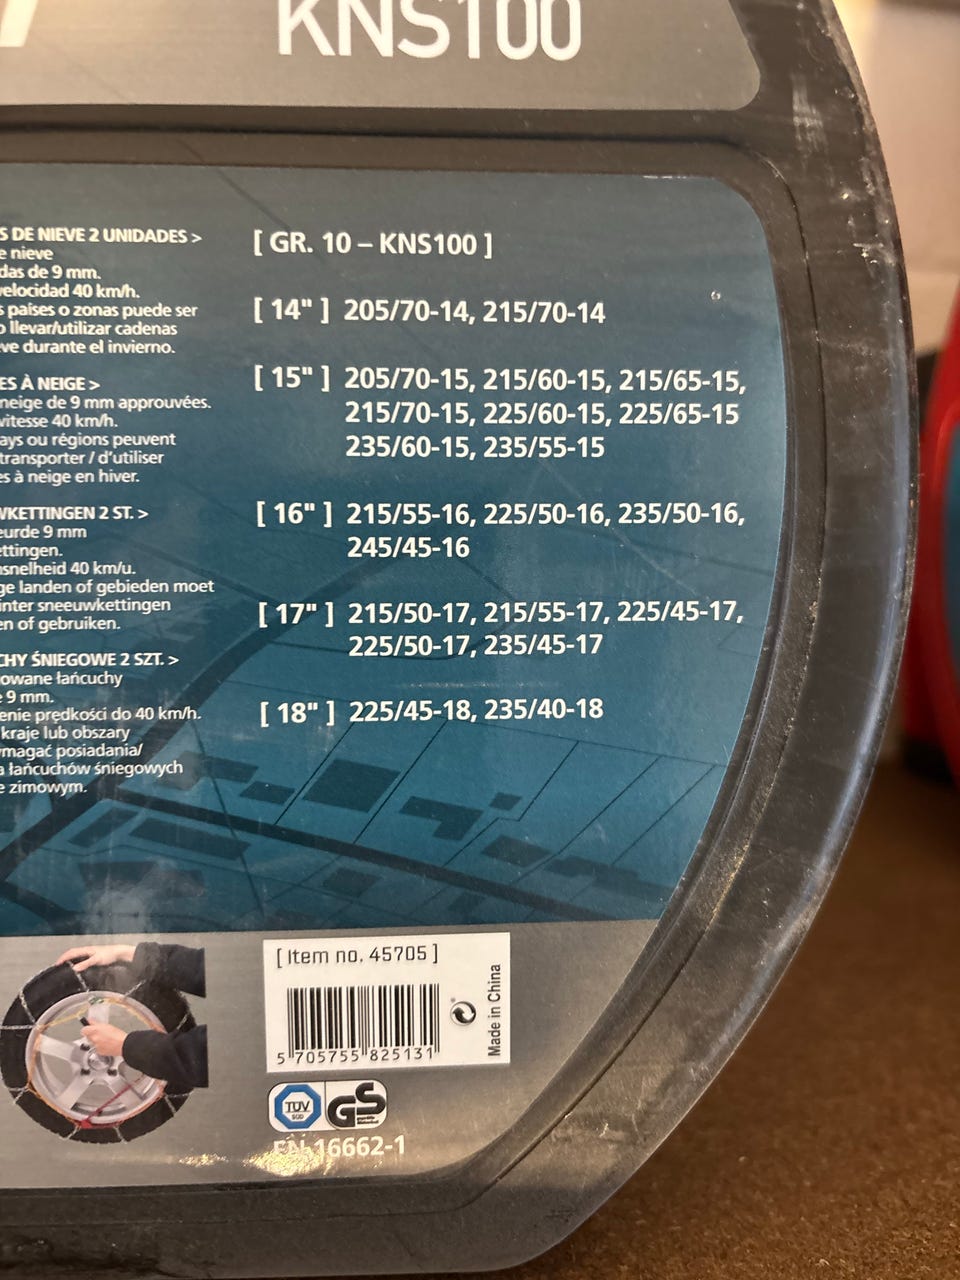 KNS100
S DE NIEVE 2 UNIDADES >
e nieve
das de 9 mm.
velocidad 40 km/h.
s países o zonas puede ser
o llevar/utilizar cadenas
ve durante el invierno.
ES À NEIGE >
neige de 9 mm approuvées.
vitesse 40 km/h.
ays ou régions peuvent
transporter / d'utiliser
es à neige en hiver.
WKETTINGEN 2 ST. >
eurde 9 mm
ettingen.
nsnelheid 40 km/u.
ge landen of gebieden moet
inter sneeuwkettingen
en of gebruiken.
CHY ŚNIEGOWE 2 SZT. >
owane łańcuchy
e 9 mm.
enie prędkości do 40 km/h.
kraje lub obszary
ymagać posiadania/
a łańcuchów śniegowych
e zimowym.
[ GR. 10 – KNS100 ]
[ 14" ] 205/70-14, 215/70-14
[ 15" ] 205/70-15, 215/60-15, 215/65-15,
215/70-15, 225/60-15, 225/65-15
235/60-15, 235/55-15
[ 16" ] 215/55-16, 225/50-16, 235/50-16,
245/45-16
[ 17" ] 215/50-17, 215/55-17, 225/45-17,
225/50-17, 235/45-17
[ 18" ] 225/45-18, 235/40-18
[ Item no. 45705 ]
5 705755 825131
Made in China
TÜV
SÜD
GS
EN 16662-1